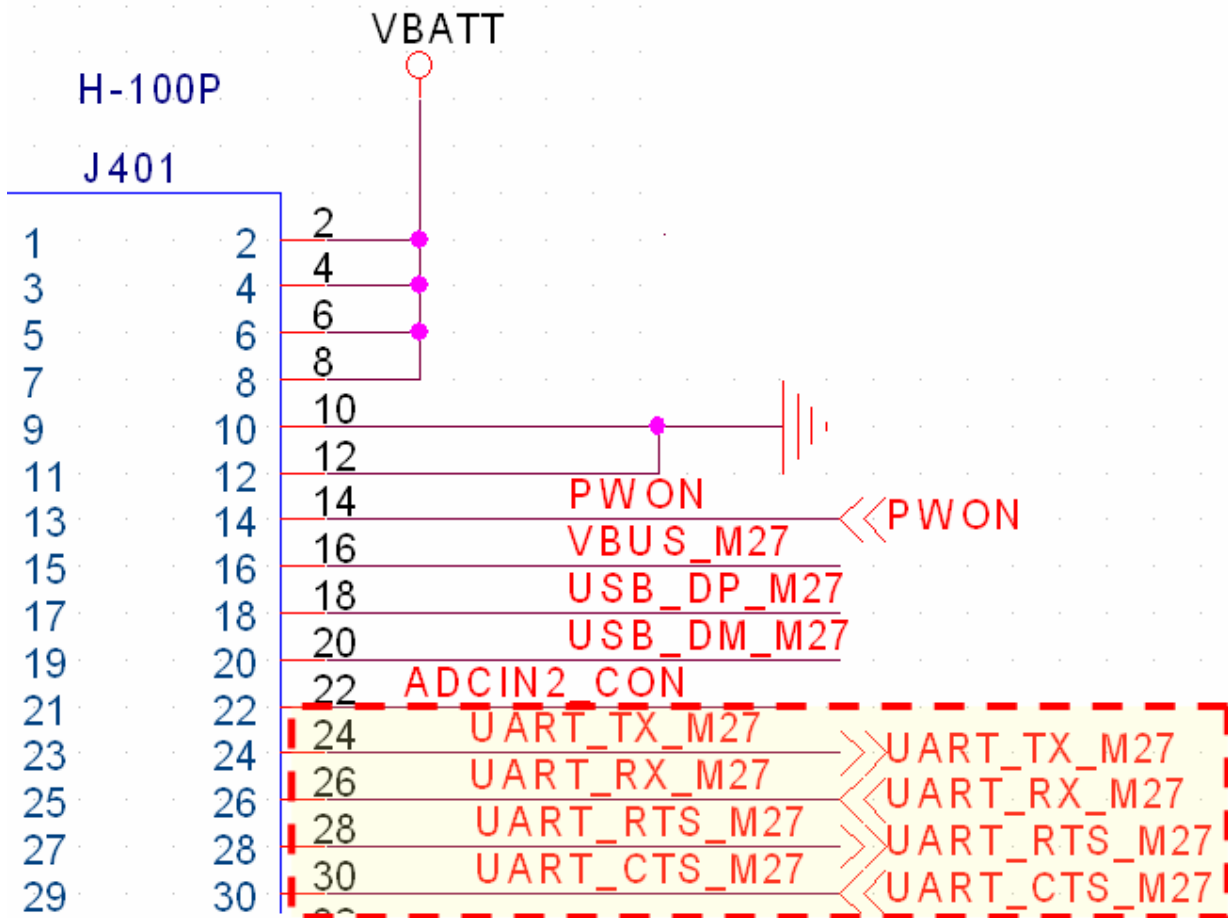 VBATT
H-100P
J401
1 2 2
3 4 4
5 6 6
7 8 8
9 10 10
11 12 12
13 14 14 PWON PWON
15 16 16 VBUS_M27
17 18 18 USB_DP_M27
19 20 20 USB_DM_M27
21 22 22 ADCIN2_CON
23 24 24 UART_TX_M27 UART_TX_M27
25 26 26 UART_RX_M27 UART_RX_M27
27 28 28 UART_RTS_M27 UART_RTS_M27
29 30 30 UART_CTS_M27 UART_CTS_M27